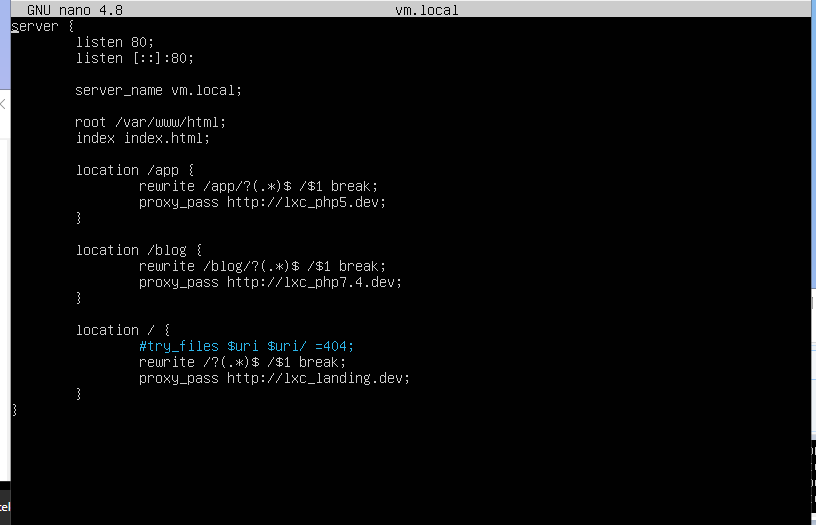 GNU nano 4.8 vm.local
server {
listen 80;
listen [::]:80;
server_name vm.local;
root /var/www/html;
index index.html;
location /app {
rewrite /app/?(.*)$ /$1 break;
proxy_pass http://lxc_php5.dev;
}
location /blog {
rewrite /blog/?(.*)$ /$1 break;
proxy_pass http://lxc_php7.4.dev;
}
location / {
#try_files $uri $uri/ =404;
rewrite /?(.*)$ /$1 break;
proxy_pass http://lxc_landing.dev;
}
}